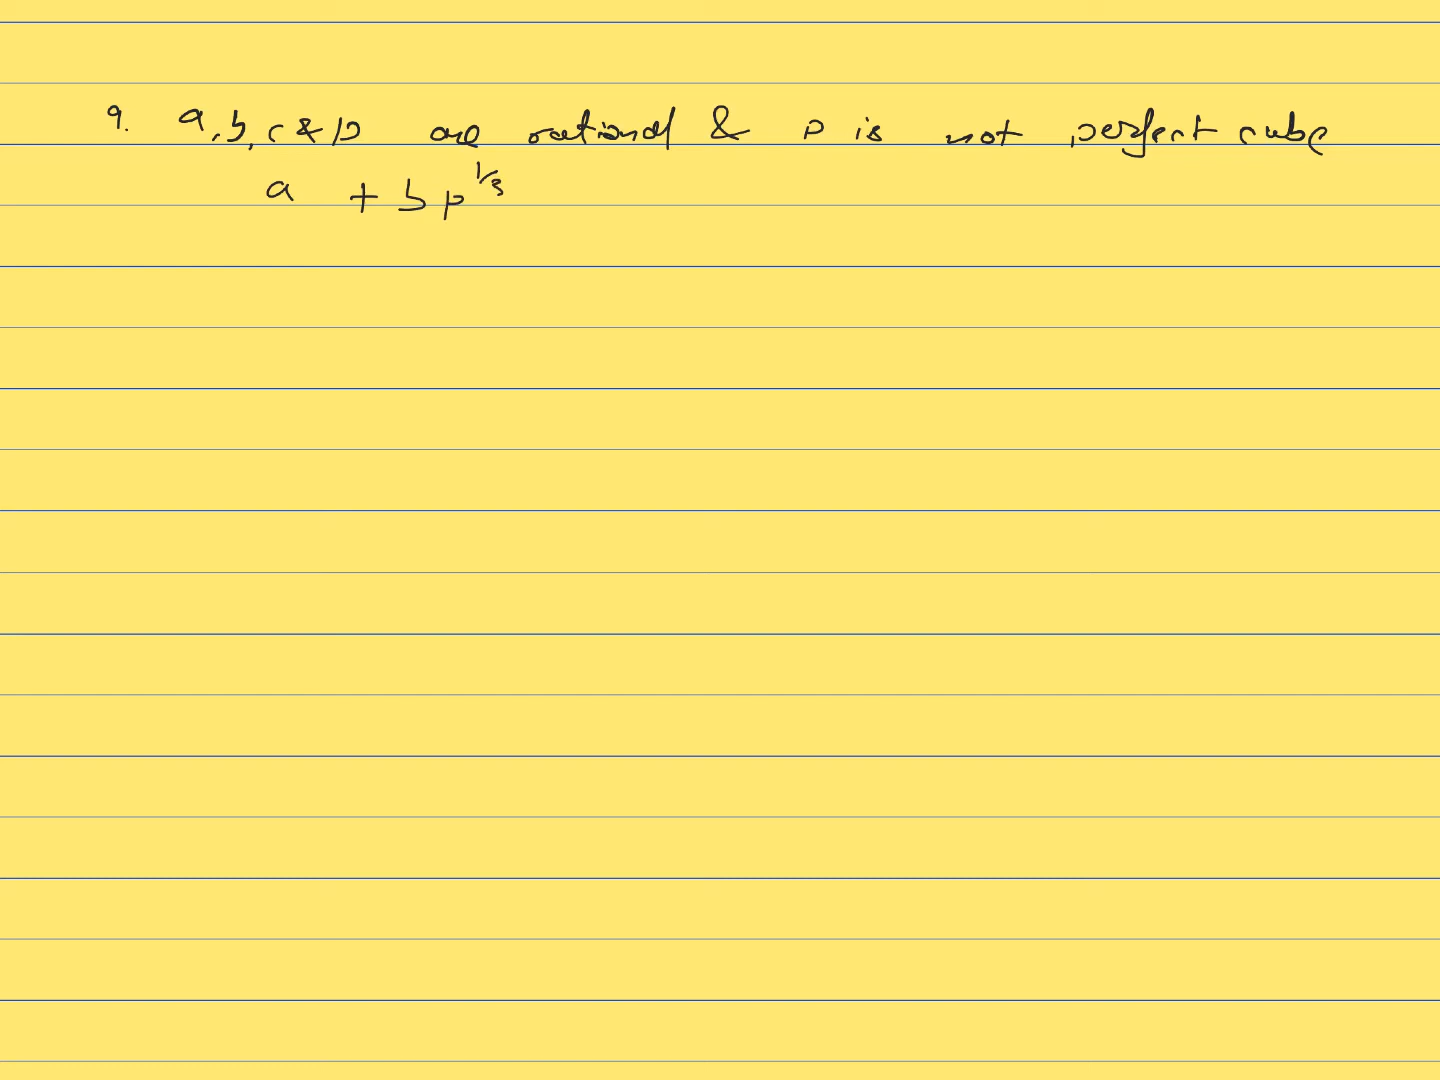 9. a, b, c & p are rational & p is not perfect cube
a + b p^{1/3}